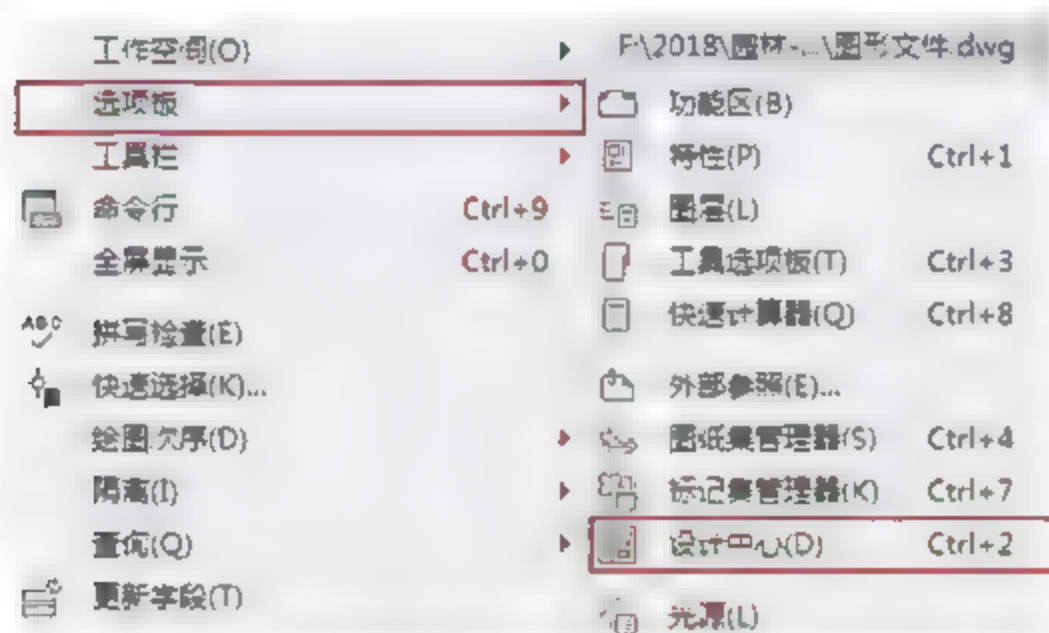 工作空间(O)
选项板
工具栏
命令行 Ctrl+9
全屏显示 Ctrl+0
ABC 拼写检查(E)
快速选择(K)...
绘图次序(D)
隔离(I)
查询(Q)
更新字段(T)
F:\2018\图材-...\图形文件.dwg
功能区(B)
特性(P) Ctrl+1
图层(L)
工具选项板(T) Ctrl+3
快速计算器(Q) Ctrl+8
外部参照(E)...
图纸集管理器(S) Ctrl+4
标记集管理器(K) Ctrl+7
设计中心(D) Ctrl+2
光源(L)